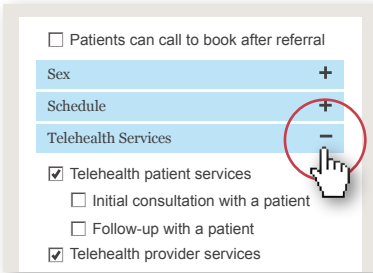 Patients can call to book after referral
Sex +
Schedule +
Telehealth Services −
Telehealth patient services
Initial consultation with a patient
Follow-up with a patient
Telehealth provider services